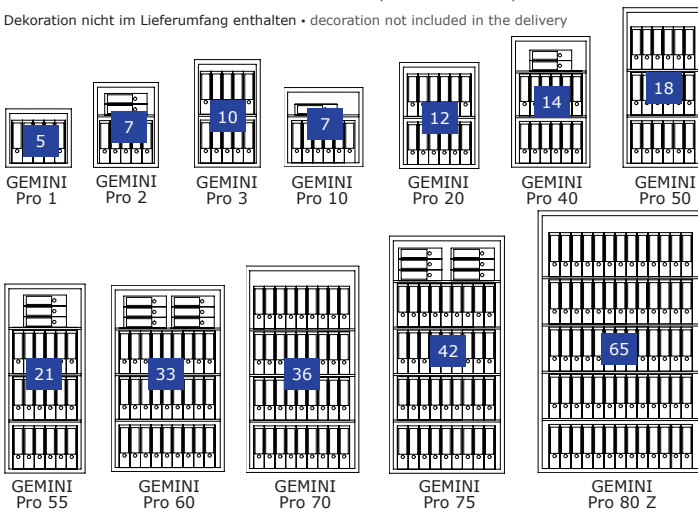 Dekoration nicht im Lieferumfang enthalten • decoration not included in the delivery
5
7
10
7
12
14
18
GEMINI
Pro 1
GEMINI
Pro 2
GEMINI
Pro 3
GEMINI
Pro 10
GEMINI
Pro 20
GEMINI
Pro 40
GEMINI
Pro 50
21
33
36
42
65
GEMINI
Pro 55
GEMINI
Pro 60
GEMINI
Pro 70
GEMINI
Pro 75
GEMINI
Pro 80 Z